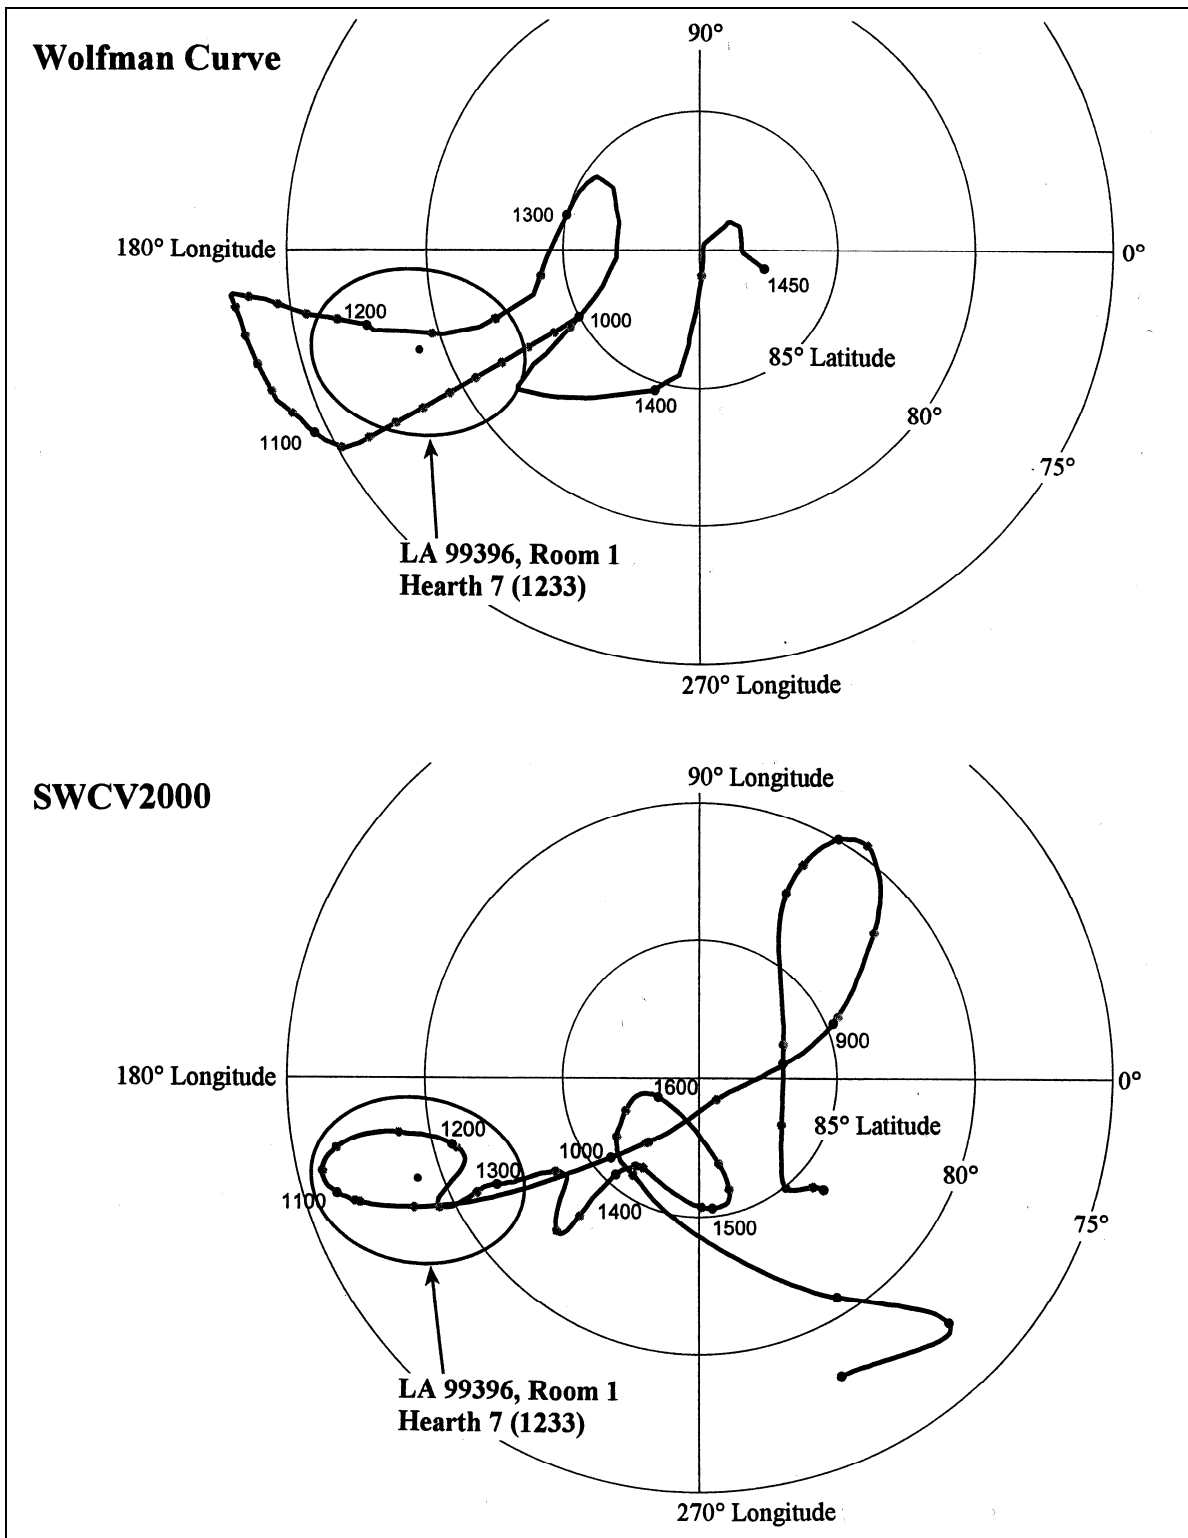 Wolfman Curve
90°
1300
180° Longitude
0°
1450
1200
1000
85° Latitude
1400
80°
1100
75°
LA 99396, Room 1
Hearth 7 (1233)
270° Longitude
SWCV2000
90° Longitude
900
180° Longitude
0°
1600
85° Latitude
1200
1000
1300
80°
1100
1400
1500
75°
LA 99396, Room 1
Hearth 7 (1233)
270° Longitude